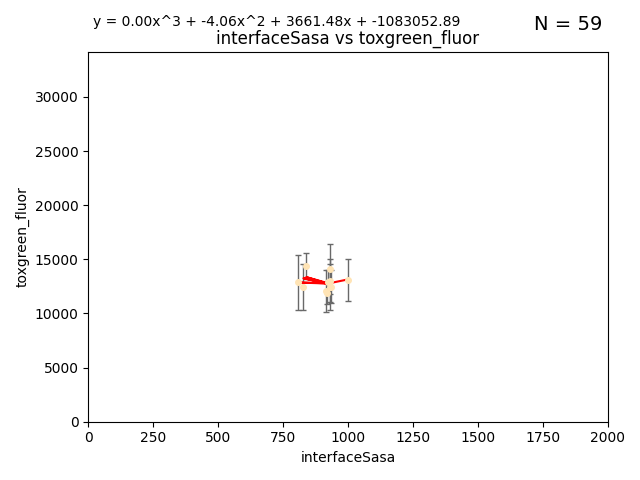 y = 0.00x^3 + -4.06x^2 + 3661.48x + -1083052.89
N = 59
interfaceSasa vs toxgreen_fluor
30000
25000
20000
15000
10000
5000
0
toxgreen_fluor
0 250 500 750 1000 1250 1500 1750 2000
interfaceSasa